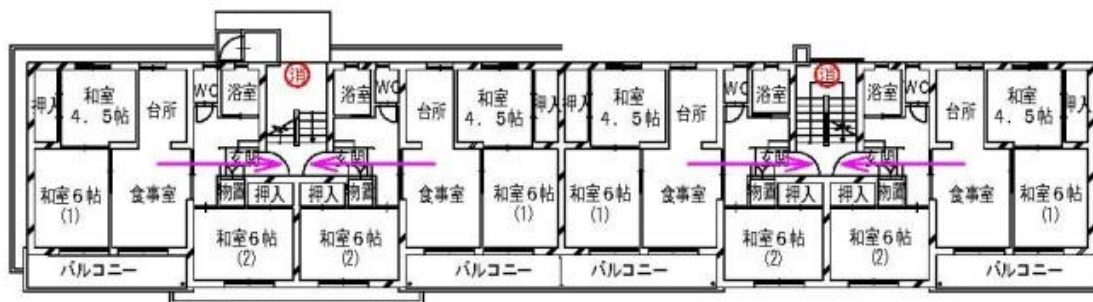 消
消
押入
和室
4.5帖
台所
WC
浴室
浴室
WC
台所
和室
4.5帖
押入
押入
和室
4.5帖
台所
WC
浴室
浴室
WC
台所
和室
4.5帖
押入
玄関
玄関
玄関
玄関
和室6帖
(1)
食事室
物置
押入
押入
物置
食事室
和室6帖
(1)
和室6帖
(1)
食事室
物置
押入
押入
物置
食事室
和室6帖
(1)
和室6帖
(2)
和室6帖
(2)
和室6帖
(2)
和室6帖
(2)
バルコニー
バルコニー
バルコニー
バルコニー